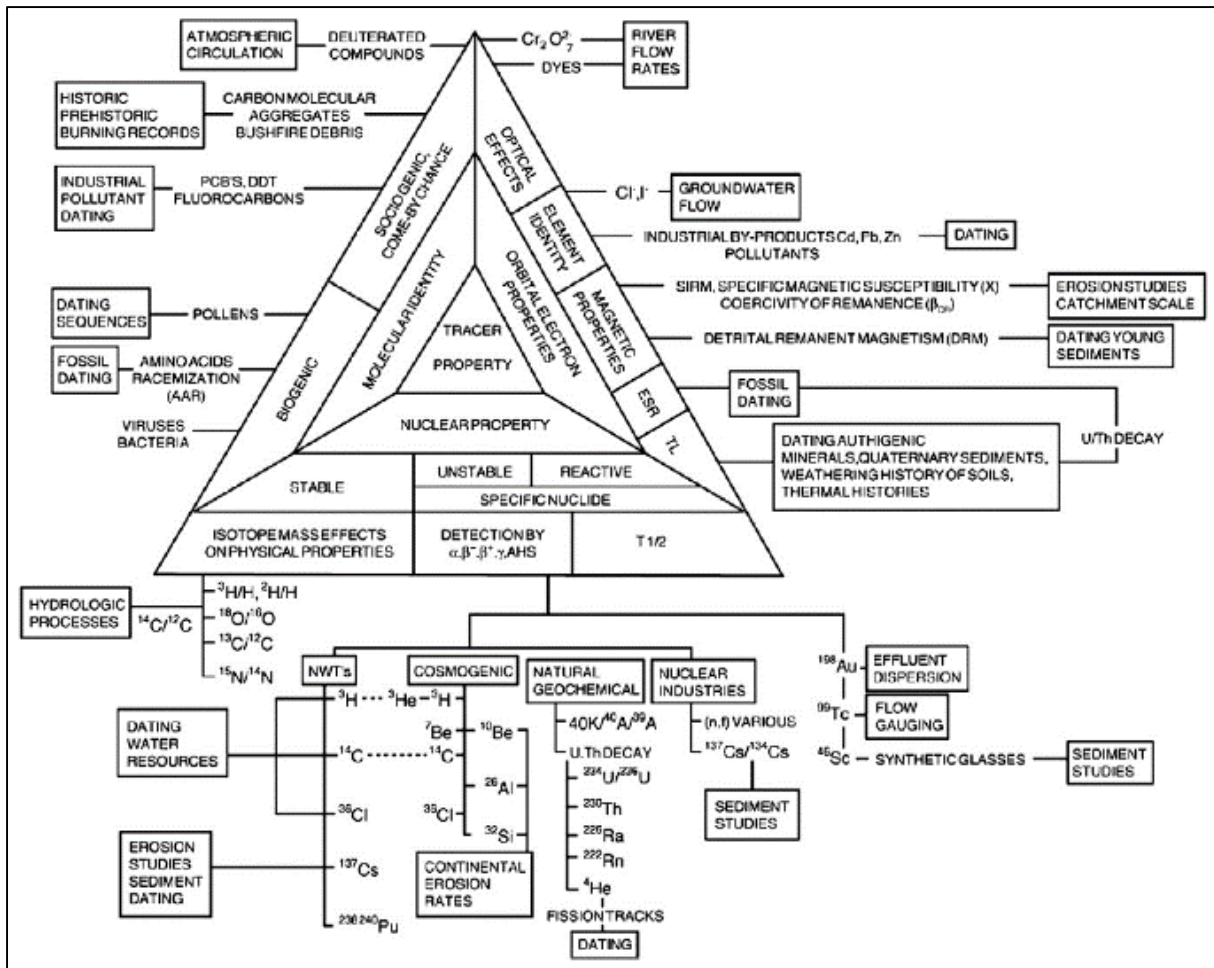 ATMOSPHERIC
CIRCULATION
DEUTERATED
COMPOUNDS
Cr₂O²⁻₇
DYES
RIVER
FLOW
RATES
HISTORIC
PREHISTORIC
BURNING RECORDS
CARBON MOLECULAR
AGGREGATES
BUSHFIRE DEBRIS
INDUSTRIAL
POLLUTANT
DATING
PCB'S, DDT
FLUOROCARBONS
DATING
SEQUENCES
POLLENS
FOSSIL
DATING
AMINO ACIDS
RACEMIZATION
(AAR)
VIRUSES
BACTERIA
SOCIOGENIC,
COME-BY CHANCE
BIOGENIC
MOLECULAR IDENTITY
TRACER
PROPERTY
ORBITAL ELECTRON
PROPERTIES
OPTICAL
EFFECTS
ELEMENT
IDENTITY
MAGNETIC
PROPERTIES
ESR
TL
Cl⁻,I⁻
GROUNDWATER
FLOW
INDUSTRIAL BY-PRODUCTS Cd, Pb, Zn
POLLUTANTS
DATING
SIRM, SPECIFIC MAGNETIC SUSCEPTIBILITY (X)
COERCIVITY OF REMANENCE
EROSION STUDIES
CATCHMENT SCALE
DETRITAL REMANENT MAGNETISM (DRM)
DATING YOUNG
SEDIMENTS
FOSSIL
DATING
U/Th DECAY
DATING AUTHIGENIC
MINERALS,QUATERNARY SEDIMENTS,
WEATHERING HISTORY OF SOILS,
THERMAL HISTORIES
NUCLEAR PROPERTY
STABLE
UNSTABLE
REACTIVE
SPECIFIC NUCLIDE
ISOTOPE MASS EFFECTS
ON PHYSICAL PROPERTIES
DETECTION BY
α,β⁻,β⁺,γ,AHS
T 1/2
HYDROLOGIC
PROCESSES
¹⁴C/¹²C
³H/H, ²H/H
¹⁸O/¹⁶O
¹³C/¹²C
¹⁵N/¹⁴N
NWT's
³H
¹⁴C
³⁶Cl
¹³⁷Cs
DATING
WATER
RESOURCES
EROSION
STUDIES
SEDIMENT
DATING
COSMOGENIC
³He
³H
⁷Be
¹⁰Be
¹⁴C
²⁶Al
³⁶Cl
³²Si
CONTINENTAL
EROSION
RATES
NATURAL
GEOCHEMICAL
40K/⁴⁰A/³⁹A
U.Th DECAY
²³⁰Th
²²⁶Ra
²²²Rn
⁴He
FISSION TRACKS
DATING
NUCLEAR
INDUSTRIES
(n,f) VARIOUS
¹³⁷Cs/¹³⁴Cs
SEDIMENT
STUDIES
¹⁹⁸Au
EFFLUENT
DISPERSION
⁹⁹Tc
FLOW
GAUGING
⁴⁶Sc
SYNTHETIC GLASSES
SEDIMENT
STUDIES